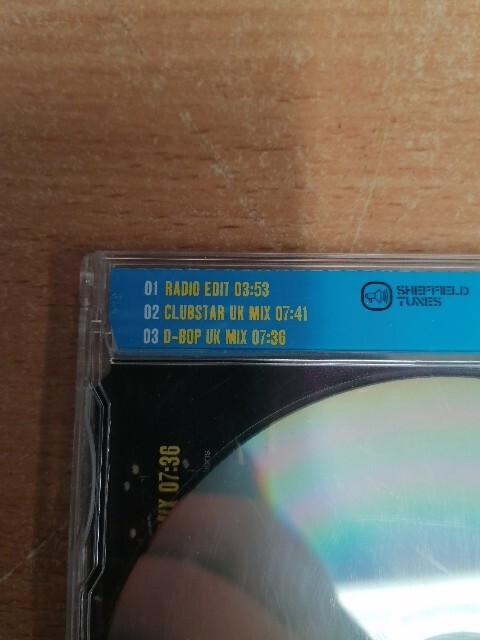 01 RADIO EDIT 03:53
02 CLUBSTAR UK MIX 07:41
03 D-BOP UK MIX 07:36
SHEFFIELD
TUNES
MIX 07:36